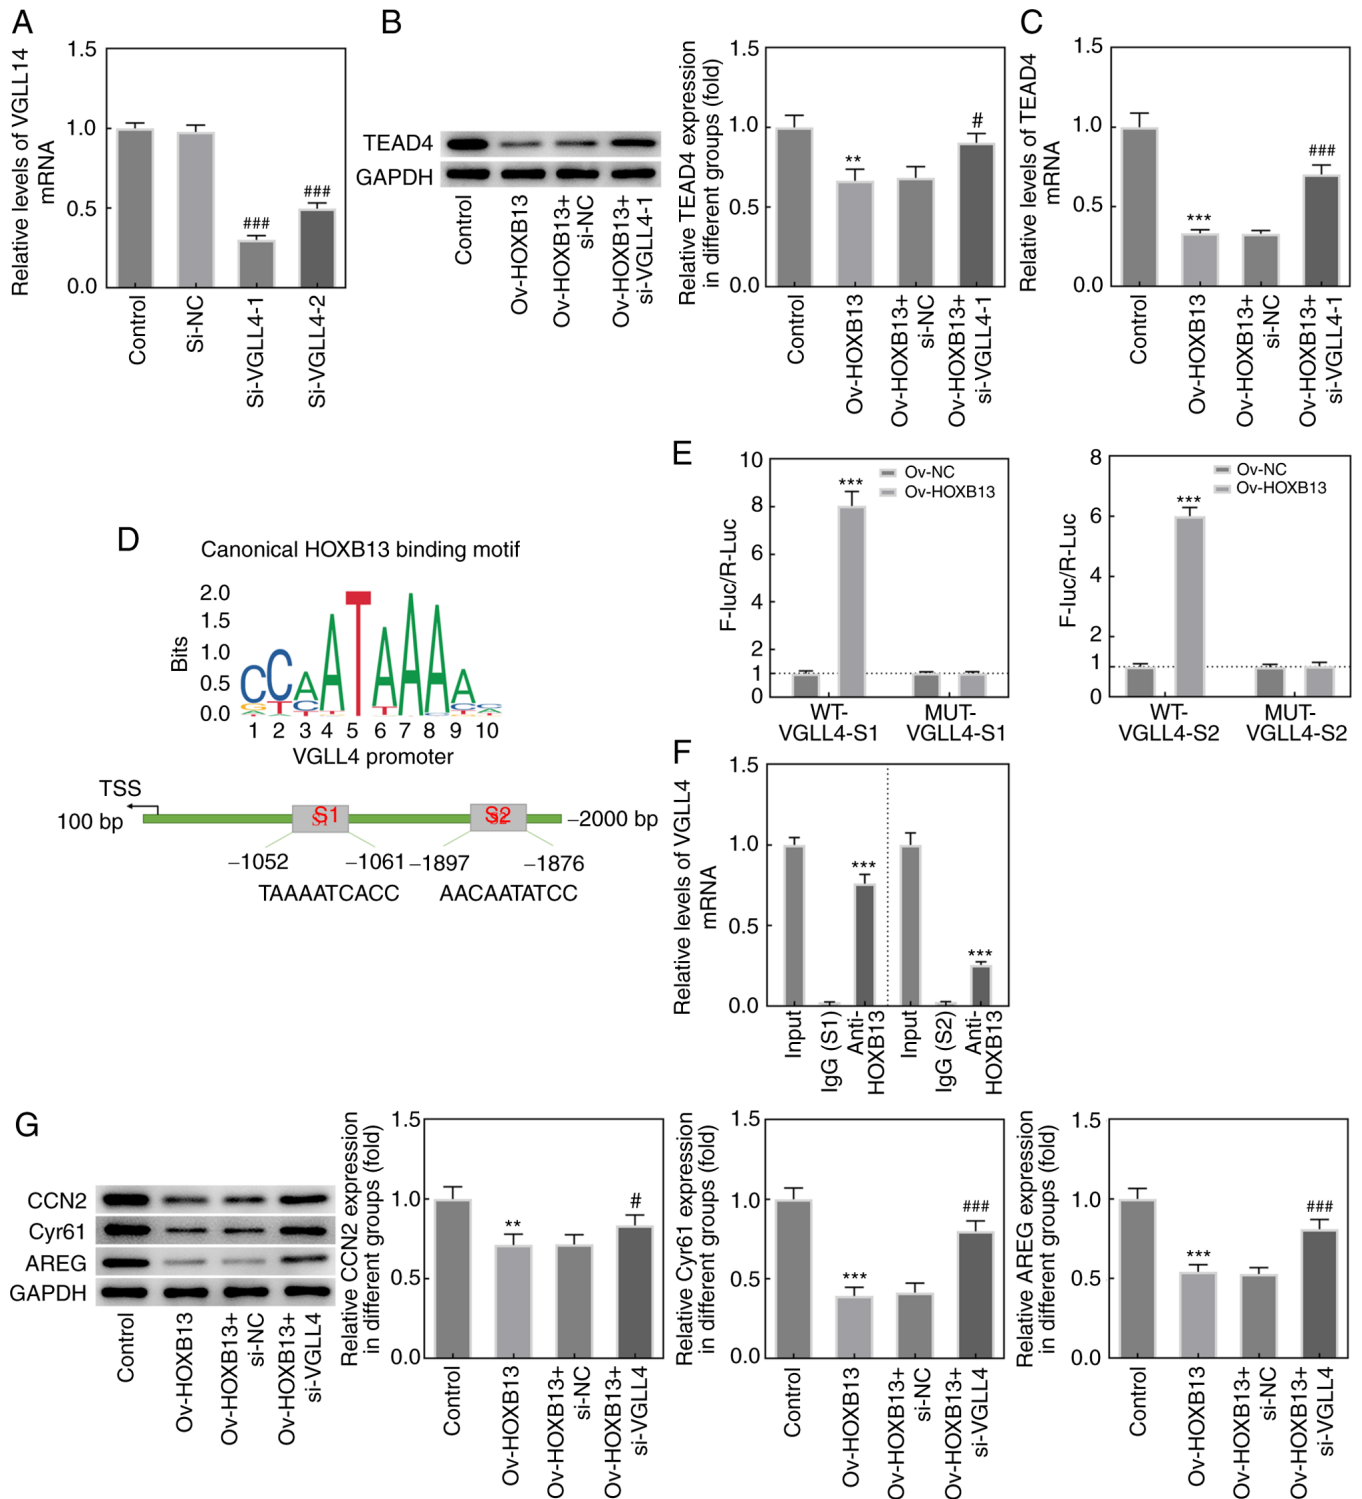 A
Relative levels of VGLL14
mRNA
1.5
1.0
0.5
0.0
###
###
Control
Si-NC
Si-VGLL4-1
Si-VGLL4-2
B
TEAD4
GAPDH
Control
Ov-HOXB13
Ov-HOXB13+
si-NC
Ov-HOXB13+
si-VGLL4-1
Relative TEAD4 expression
in different groups (fold)
1.5
1.0
0.5
0.0
**
#
Control
Ov-HOXB13
Ov-HOXB13+
si-NC
Ov-HOXB13+
si-VGLL4-1
C
Relative levels of TEAD4
mRNA
1.5
1.0
0.5
0.0
***
###
Control
Ov-HOXB13
Ov-HOXB13+
si-NC
Ov-HOXB13+
si-VGLL4-1
D
Canonical HOXB13 binding motif
Bits
2.0
1.5
1.0
0.5
0.0
CCAATAAAA
1 2 3 4 5 6 7 8 9 10
VGLL4 promoter
TSS
100 bp
S1
S2
−2000 bp
−1052
−1061
−1897
−1876
TAAAATCACC
AACAATATCC
E
F-luc/R-Luc
10
8
6
4
2
1
0
***
Ov-NC
Ov-HOXB13
WT-
VGLL4-S1
MUT-
VGLL4-S1
F-luc/R-Luc
8
6
4
2
1
0
***
Ov-NC
Ov-HOXB13
WT-
VGLL4-S2
MUT-
VGLL4-S2
F
Relative levels of VGLL4
mRNA
1.5
1.0
0.5
0.0
***
***
Input
IgG (S1)
Anti-
HOXB13
Input
IgG (S2)
Anti-
HOXB13
G
CCN2
Cyr61
AREG
GAPDH
Control
Ov-HOXB13
Ov-HOXB13+
si-NC
Ov-HOXB13+
si-VGLL4
Relative CCN2 expression
in different groups (fold)
1.5
1.0
0.5
0.0
**
#
Control
Ov-HOXB13
Ov-HOXB13+
si-NC
Ov-HOXB13+
si-VGLL4
Relative Cyr61 expression
in different groups (fold)
1.5
1.0
0.5
0.0
***
###
Control
Ov-HOXB13
Ov-HOXB13+
si-NC
Ov-HOXB13+
si-VGLL4
Relative AREG expression
in different groups (fold)
1.5
1.0
0.5
0.0
***
###
Control
Ov-HOXB13
Ov-HOXB13+
si-NC
Ov-HOXB13+
si-VGLL4